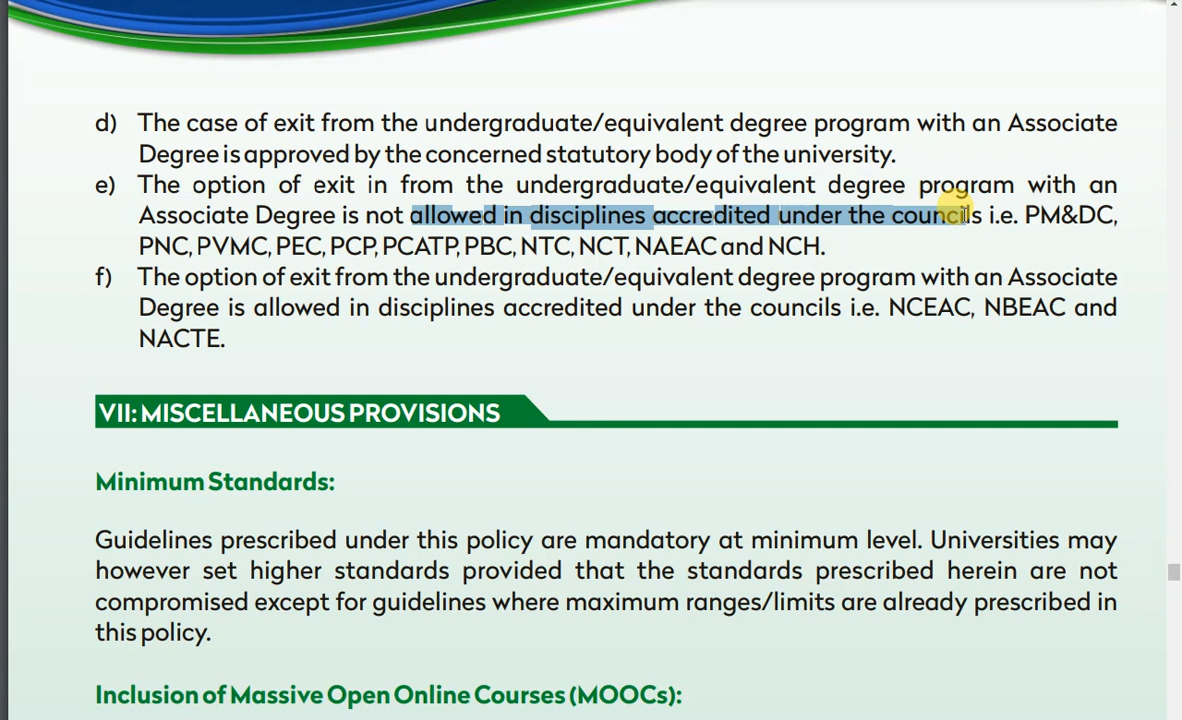 d) The case of exit from the undergraduate/equivalent degree program with an Associate
Degree is approved by the concerned statutory body of the university.
e) The option of exit in from the undergraduate/equivalent degree program with an
Associate Degree is not allowed in disciplines accredited under the councils i.e. PM&DC,
PNC, PVMC, PEC, PCP, PCATP, PBC, NTC, NCT, NAEAC and NCH.
f) The option of exit from the undergraduate/equivalent degree program with an Associate
Degree is allowed in disciplines accredited under the councils i.e. NCEAC, NBEAC and
NACTE.
VII: MISCELLANEOUS PROVISIONS
Minimum Standards:
Guidelines prescribed under this policy are mandatory at minimum level. Universities may
however set higher standards provided that the standards prescribed herein are not
compromised except for guidelines where maximum ranges/limits are already prescribed in
this policy.
Inclusion of Massive Open Online Courses (MOOCs):